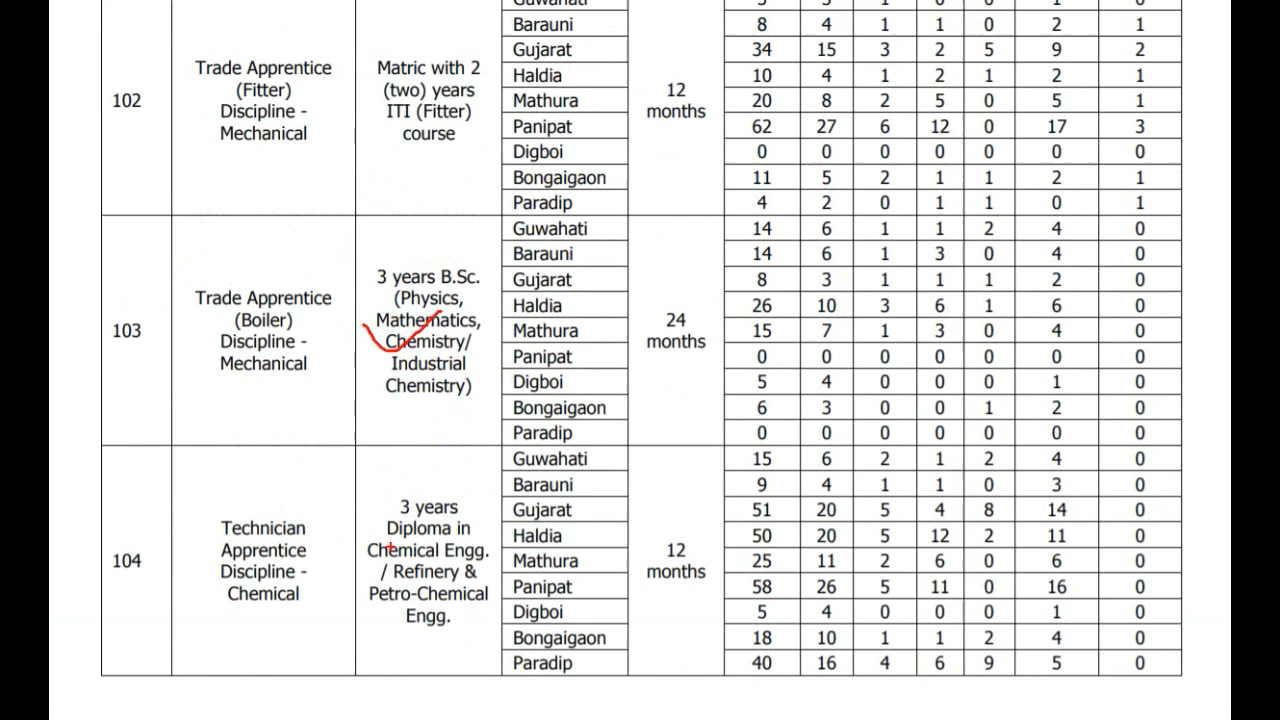 Guwahati
102
Trade Apprentice
(Fitter)
Discipline -
Mechanical
Matric with 2
(two) years
ITI (Fitter)
course
12
months
Barauni 8 4 1 1 0 2 1
Gujarat 34 15 3 2 5 9 2
Haldia 10 4 1 2 1 2 1
Mathura 20 8 2 5 0 5 1
Panipat 62 27 6 12 0 17 3
Digboi 0 0 0 0 0 0 0
Bongaigaon 11 5 2 1 1 2 1
Paradip 4 2 0 1 1 0 1
103
Trade Apprentice
(Boiler)
Discipline -
Mechanical
3 years B.Sc.
(Physics,
Mathematics,
Chemistry/
Industrial
Chemistry)
24
months
Guwahati 14 6 1 1 2 4 0
Barauni 14 6 1 3 0 4 0
Gujarat 8 3 1 1 1 2 0
Haldia 26 10 3 6 1 6 0
Mathura 15 7 1 3 0 4 0
Panipat 0 0 0 0 0 0 0
Digboi 5 4 0 0 0 1 0
Bongaigaon 6 3 0 0 1 2 0
Paradip 0 0 0 0 0 0 0
104
Technician
Apprentice
Discipline -
Chemical
3 years
Diploma in
Chemical Engg.
/ Refinery &
Petro-Chemical
Engg.
12
months
Guwahati 15 6 2 1 2 4 0
Barauni 9 4 1 1 0 3 0
Gujarat 51 20 5 4 8 14 0
Haldia 50 20 5 12 2 11 0
Mathura 25 11 2 6 0 6 0
Panipat 58 26 5 11 0 16 0
Digboi 5 4 0 0 0 1 0
Bongaigaon 18 10 1 1 2 4 0
Paradip 40 16 4 6 9 5 0